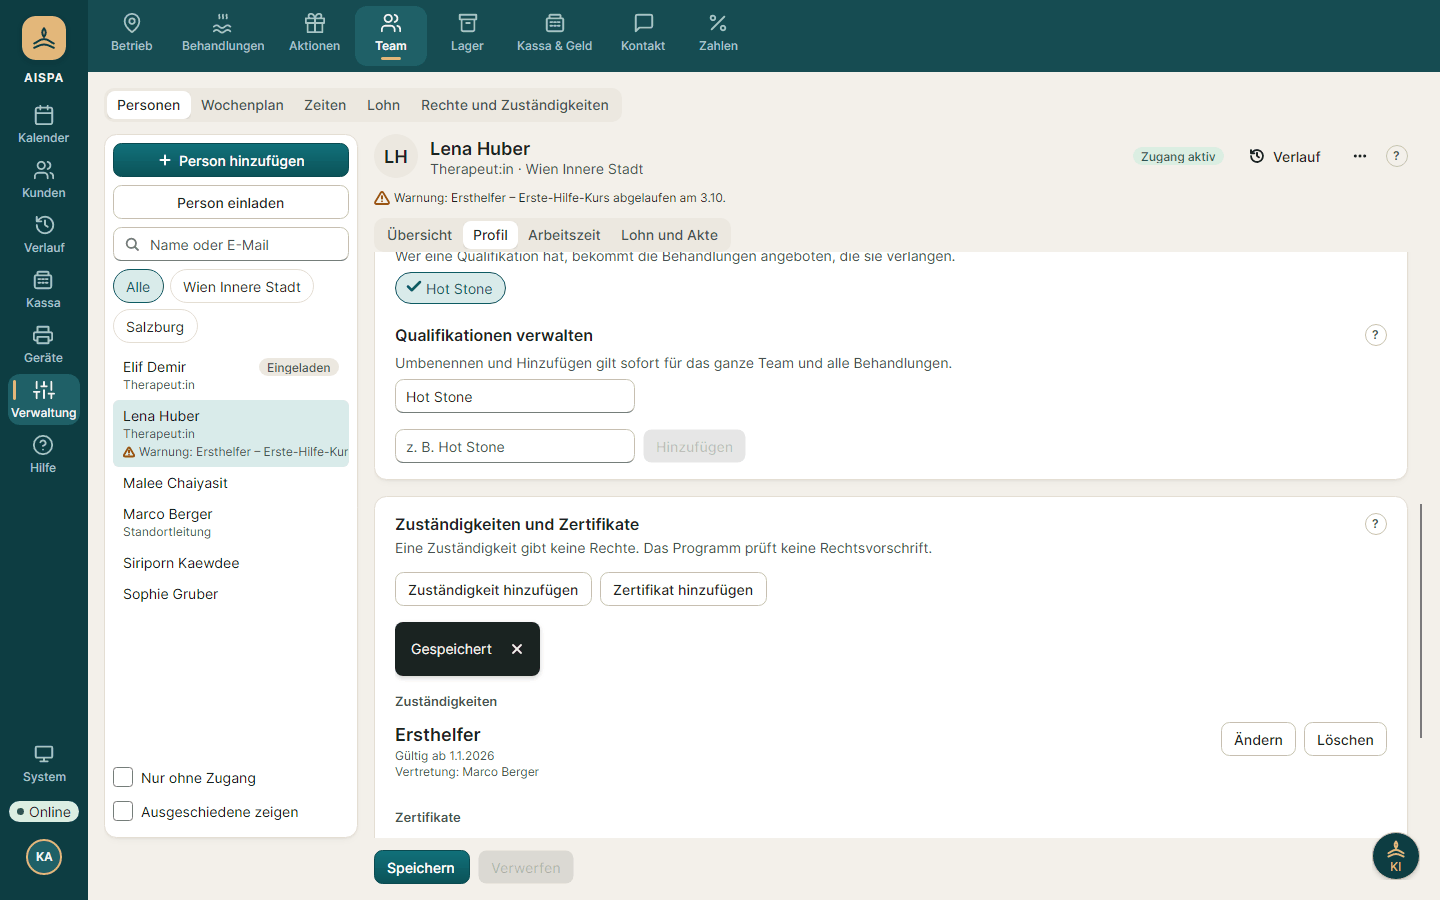 AISPA
Kalender
Kunden
Verlauf
Kassa
Geräte
Verwaltung
Hilfe
System
Online
KA
Betrieb
Behandlungen
Aktionen
Team
Lager
Kassa & Geld
Kontakt
Zahlen
Personen
Wochenplan
Zeiten
Lohn
Rechte und Zuständigkeiten
Person hinzufügen
Person einladen
Name oder E-Mail
Alle
Wien Innere Stadt
Salzburg
Elif Demir
Eingeladen
Therapeut:in
Lena Huber
Therapeut:in
Warnung: Ersthelfer – Erste-Hilfe-Kur
Malee Chaiyasit
Marco Berger
Standortleitung
Siriporn Kaewdee
Sophie Gruber
Nur ohne Zugang
Ausgeschiedene zeigen
LH
Lena Huber
Therapeut:in · Wien Innere Stadt
Zugang aktiv
Verlauf
?
Warnung: Ersthelfer – Erste-Hilfe-Kurs abgelaufen am 3.10.
Übersicht
Profil
Arbeitszeit
Lohn und Akte
Wer eine Qualifikation hat, bekommt die Behandlungen angeboten, die sie verlangen.
Hot Stone
Qualifikationen verwalten
?
Umbenennen und Hinzufügen gilt sofort für das ganze Team und alle Behandlungen.
Hot Stone
z. B. Hot Stone
Hinzufügen
Zuständigkeiten und Zertifikate
?
Eine Zuständigkeit gibt keine Rechte. Das Programm prüft keine Rechtsvorschrift.
Zuständigkeit hinzufügen
Zertifikat hinzufügen
Gespeichert
Zuständigkeiten
Ersthelfer
Gültig ab 1.1.2026
Vertretung: Marco Berger
Ändern
Löschen
Zertifikate
Speichern
Verwerfen
KI